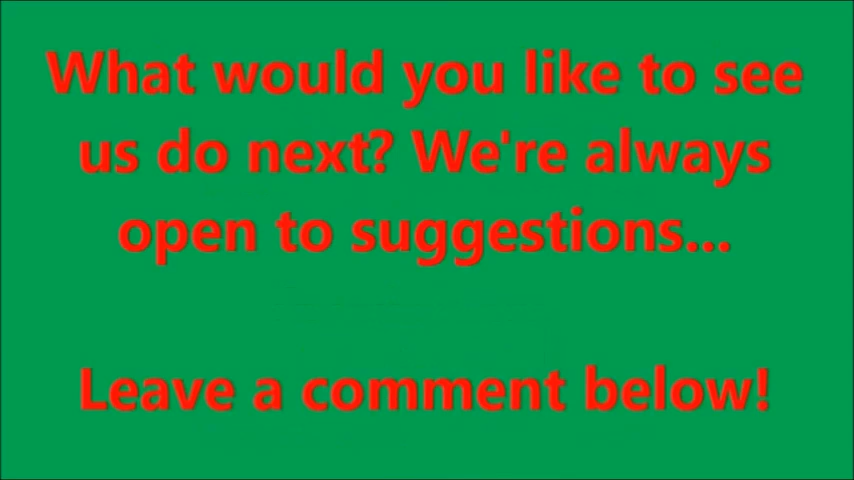 What would you like to see
us do next? We're always
open to suggestions...
Leave a comment below!